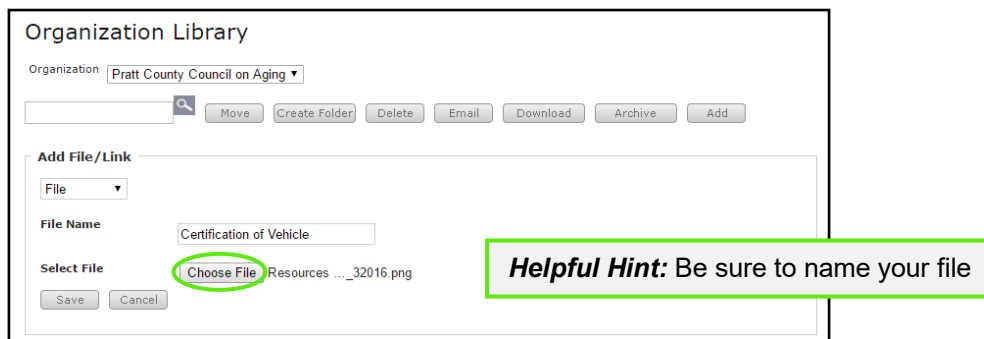 Organization Library
Organization Pratt County Council on Aging
Move Create Folder Delete Email Download Archive Add
Add File/Link
File
File Name Certification of Vehicle
Select File Choose File Resources ..._32016.png
Helpful Hint: Be sure to name your file
Save Cancel